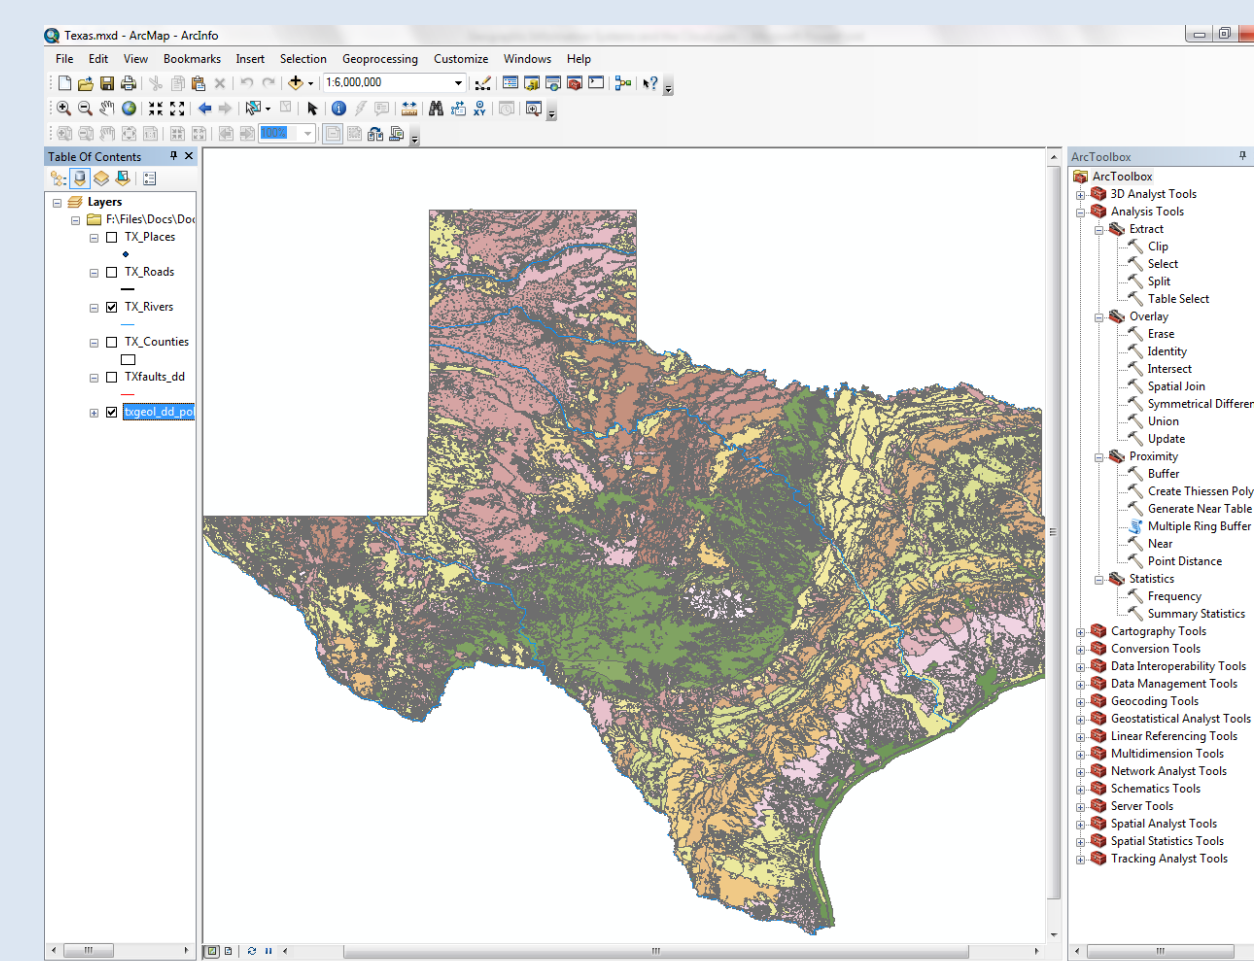 Texas.mxd - ArcMap - ArcInfo
File Edit View Bookmarks Insert Selection Geoprocessing Customize Windows Help
1:6,000,000
100%
Table Of Contents
Layers
F:\Files\Docs\Doc
TX_Places
TX_Roads
TX_Rivers
TX_Counties
TXfaults_dd
txgeol_dd_pol
ArcToolbox
ArcToolbox
3D Analyst Tools
Analysis Tools
Extract
Clip
Select
Split
Table Select
Overlay
Erase
Identity
Intersect
Spatial Join
Symmetrical Differen
Union
Update
Proximity
Buffer
Create Thiessen Poly
Generate Near Table
Multiple Ring Buffer
Near
Point Distance
Statistics
Frequency
Summary Statistics
Cartography Tools
Conversion Tools
Data Interoperability Tools
Data Management Tools
Geocoding Tools
Geostatistical Analyst Tools
Linear Referencing Tools
Multidimension Tools
Network Analyst Tools
Schematics Tools
Server Tools
Spatial Analyst Tools
Spatial Statistics Tools
Tracking Analyst Tools